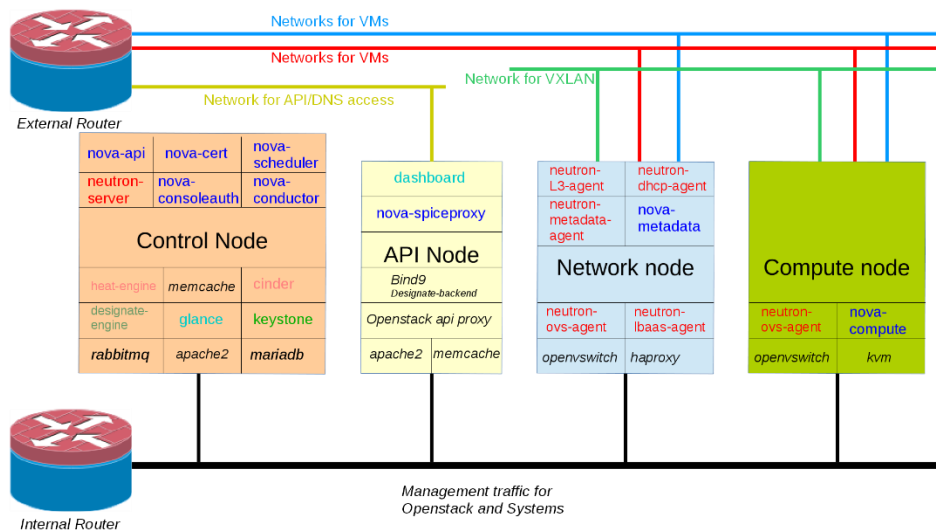 Networks for VMs
Networks for VMs
Network for VXLAN
Network for API/DNS access
External Router
nova-api
nova-cert
nova-
scheduler
neutron-
server
nova-
consoleauth
nova-
conductor
Control Node
heat-engine
memcache
cinder
designate-
engine
glance
keystone
rabbitmq
apache2
mariadb
dashboard
nova-spiceproxy
API Node
Bind9
Designate-backend
Openstack api proxy
apache2
memcache
neutron-
L3-agent
neutron-
dhcp-agent
neutron-
metadata-
agent
nova-
metadata
Network node
neutron-
ovs-agent
neutron-
lbaas-agent
openvswitch
haproxy
Compute node
neutron-
ovs-agent
nova-
compute
openvswitch
kvm
Management traffic for
Openstack and Systems
Internal Router